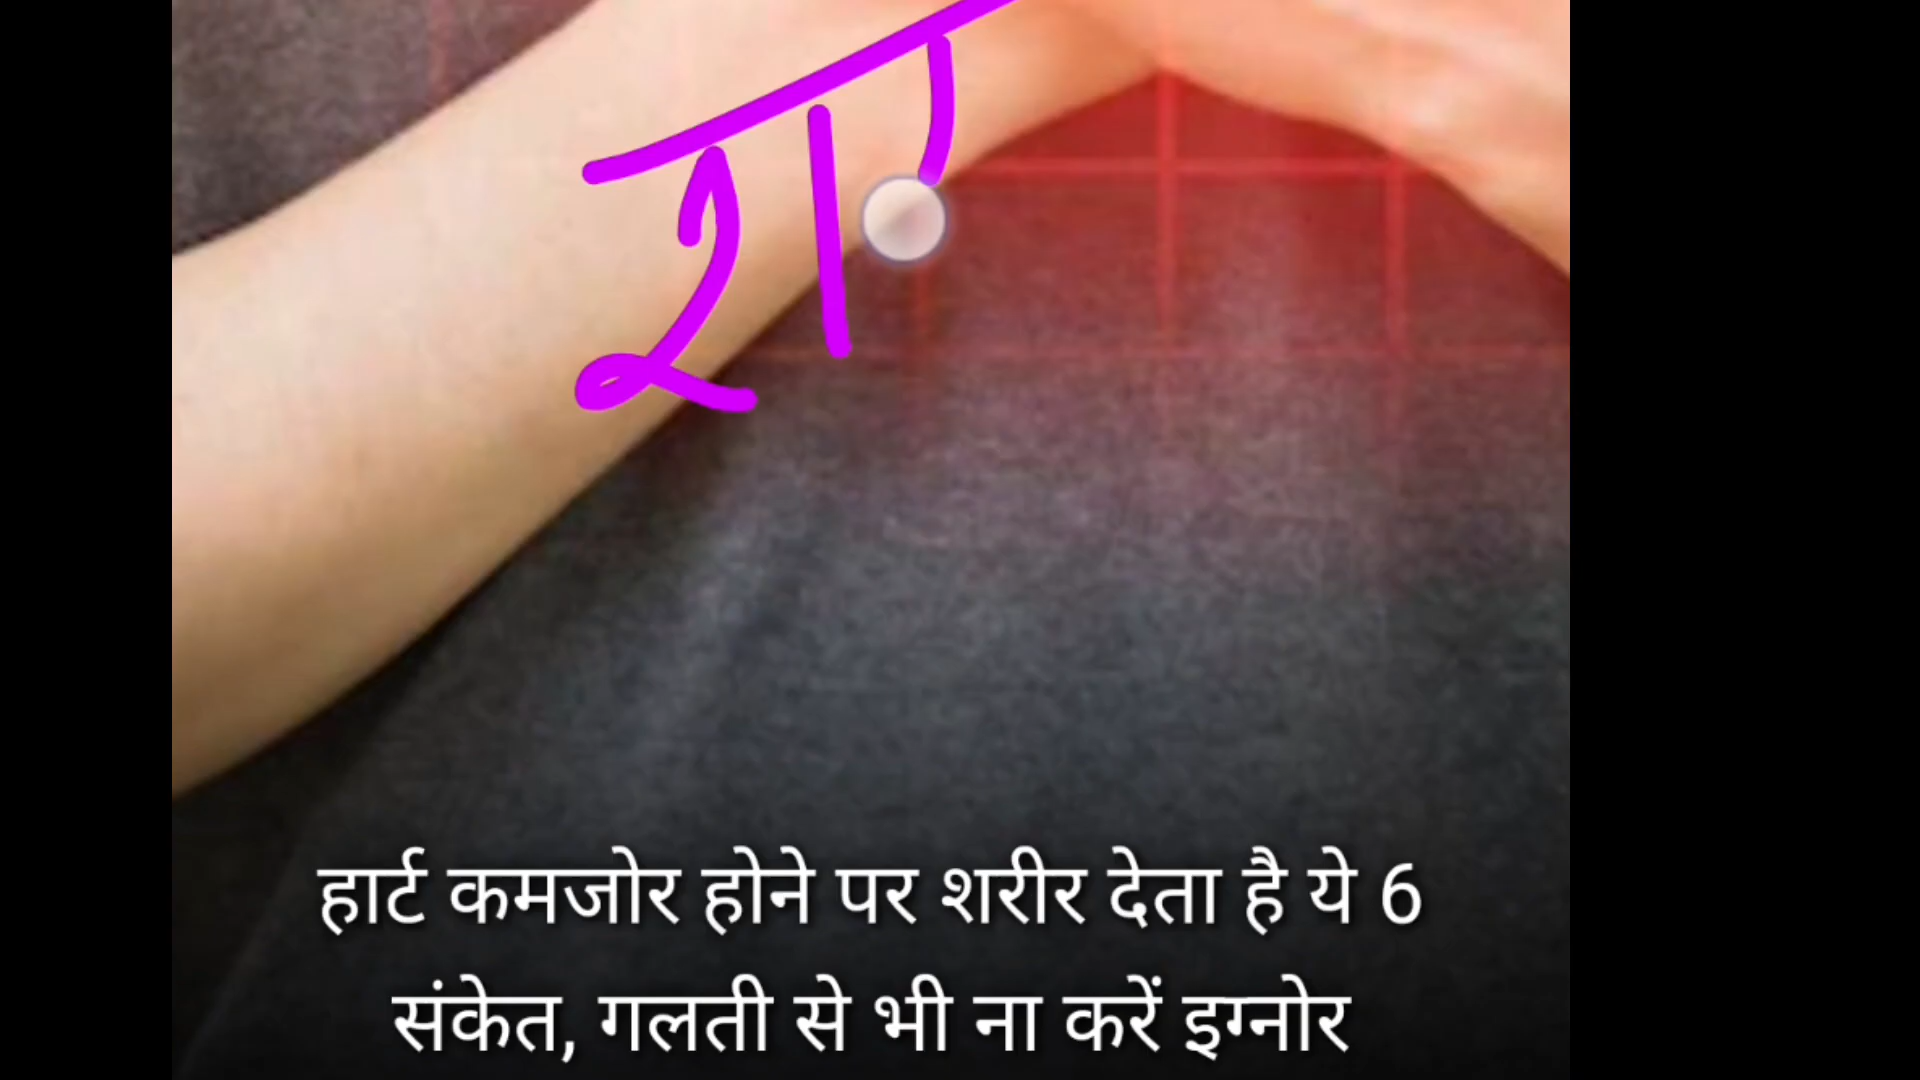 श
हार्ट कमजोर होने पर शरीर देता है ये 6
संकेत, गलती से भी ना करें इग्नोर